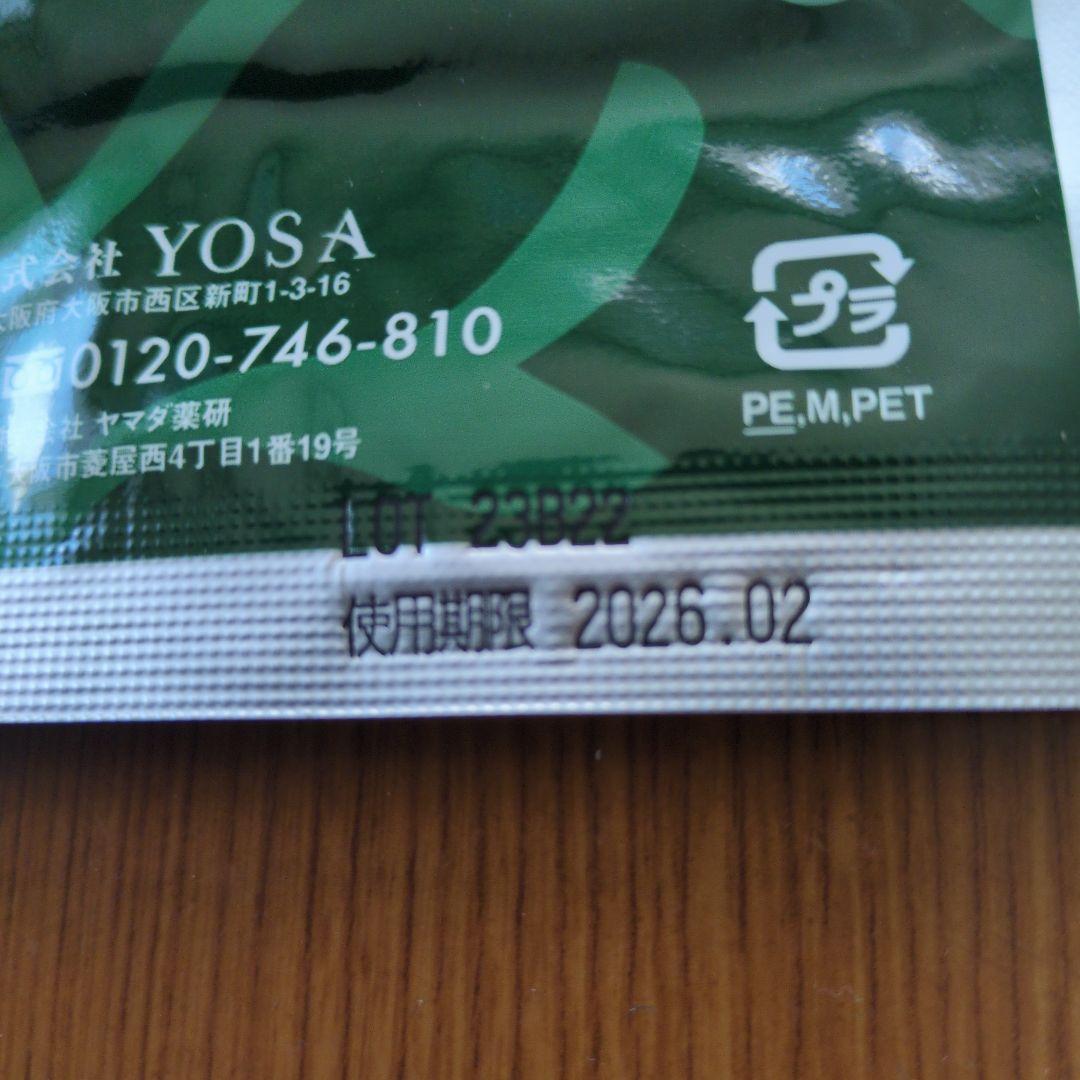 式会社 YOSA
大阪府大阪市西区新町1-3-16
0120-746-810
会社 ヤマダ薬研
大阪市菱屋西4丁目1番19号
プラ
PE,M,PET
LOT 23B22
使用期限 2026.02